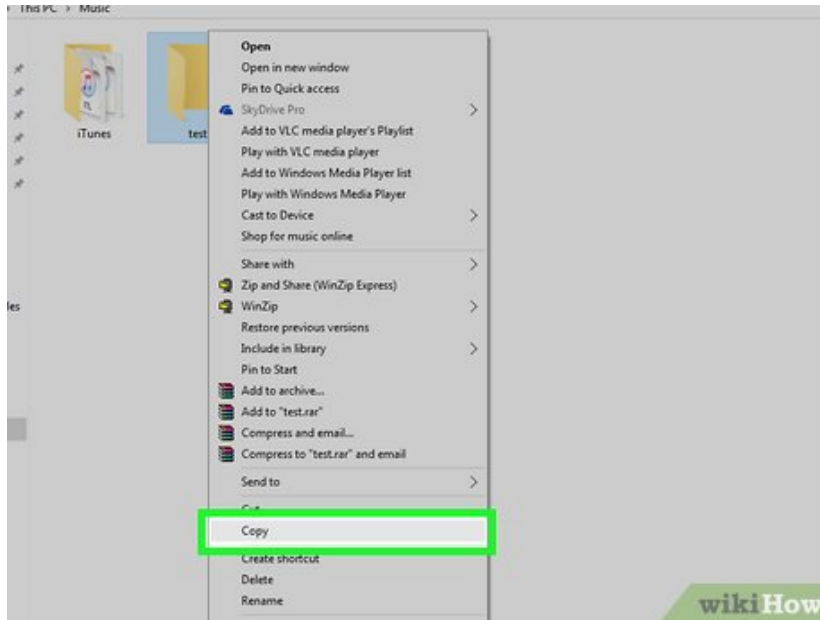 This PC > Music
iTunes
test
Open
Open in new window
Pin to Quick access
SkyDrive Pro
Add to VLC media player's Playlist
Play with VLC media player
Add to Windows Media Player list
Play with Windows Media Player
Cast to Device
Shop for music online
Share with
Zip and Share (WinZip Express)
WinZip
Restore previous versions
Include in library
Pin to Start
Add to archive...
Add to "test.rar"
Compress and email...
Compress to "test.rar" and email
Send to
Cut
Copy
Create shortcut
Delete
Rename
les
wikiHow